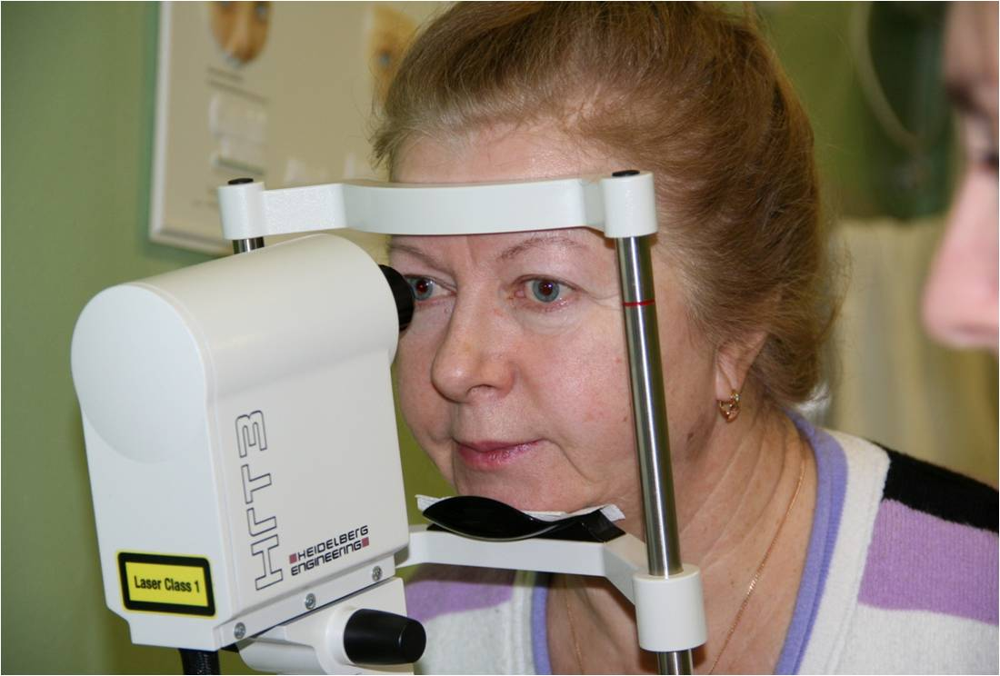 HRT3
HEIDELBERG
ENGINEERING
Laser Class 1